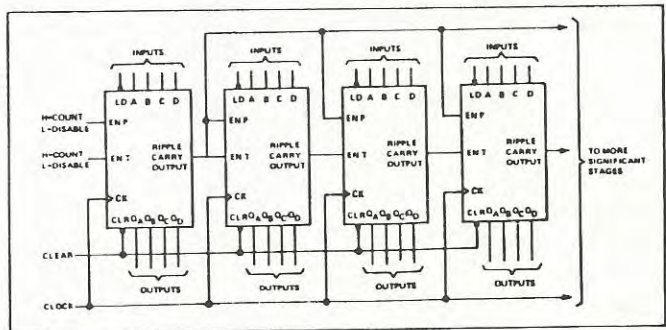 INPUTS INPUTS INPUTS INPUTS
LD A B C D LD A B C D LD A B C D LD A B C D
H-COUNT
L-DISABLE
ENP ENP ENP ENP
H-COUNT
L-DISABLE
ENT RIPPLE CARRY OUTPUT ENT RIPPLE CARRY OUTPUT ENT RIPPLE CARRY OUTPUT ENT RIPPLE CARRY OUTPUT
TO MORE
SIGNIFICANT
STAGES
CK CK CK CK
CLR QA QB QC QD CLR QA QB QC QD CLR QA QB QC QD CLR QA QB QC QD
CLEAR
OUTPUTS OUTPUTS OUTPUTS OUTPUTS
CLOCK